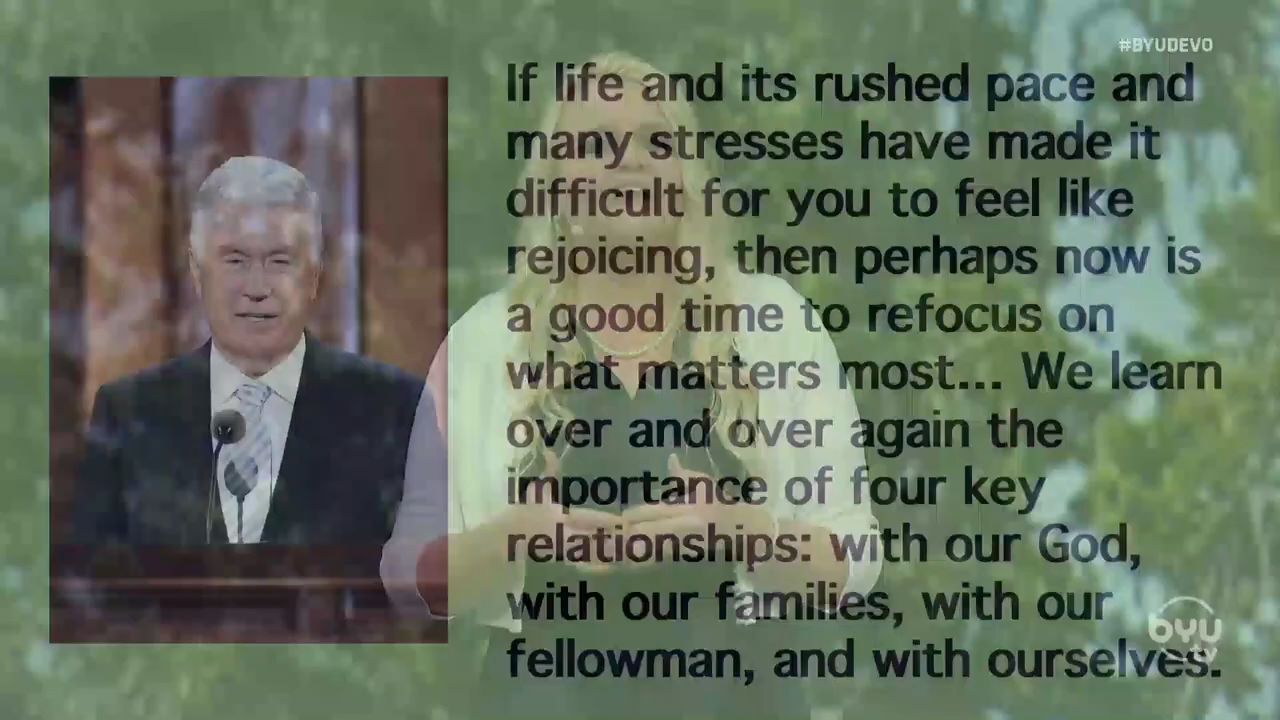 #BYUDEVO
If life and its rushed pace and
many stresses have made it
difficult for you to feel like
rejoicing, then perhaps now is
a good time to refocus on
what matters most... We learn
over and over again the
importance of four key
relationships: with our God,
with our families, with our
fellowman, and with ourselves.
byu
tv